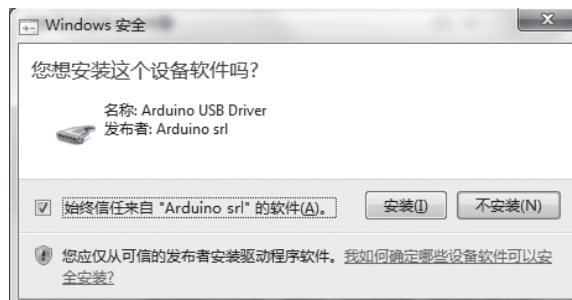 Windows 安全
您想安装这个设备软件吗?
名称: Arduino USB Driver
发布者: Arduino srl
始终信任来自 "Arduino srl" 的软件(A)。
安装(I)
不安装(N)
您应仅从可信的发布者安装驱动程序软件。我如何确定哪些设备软件可以安
全安装?